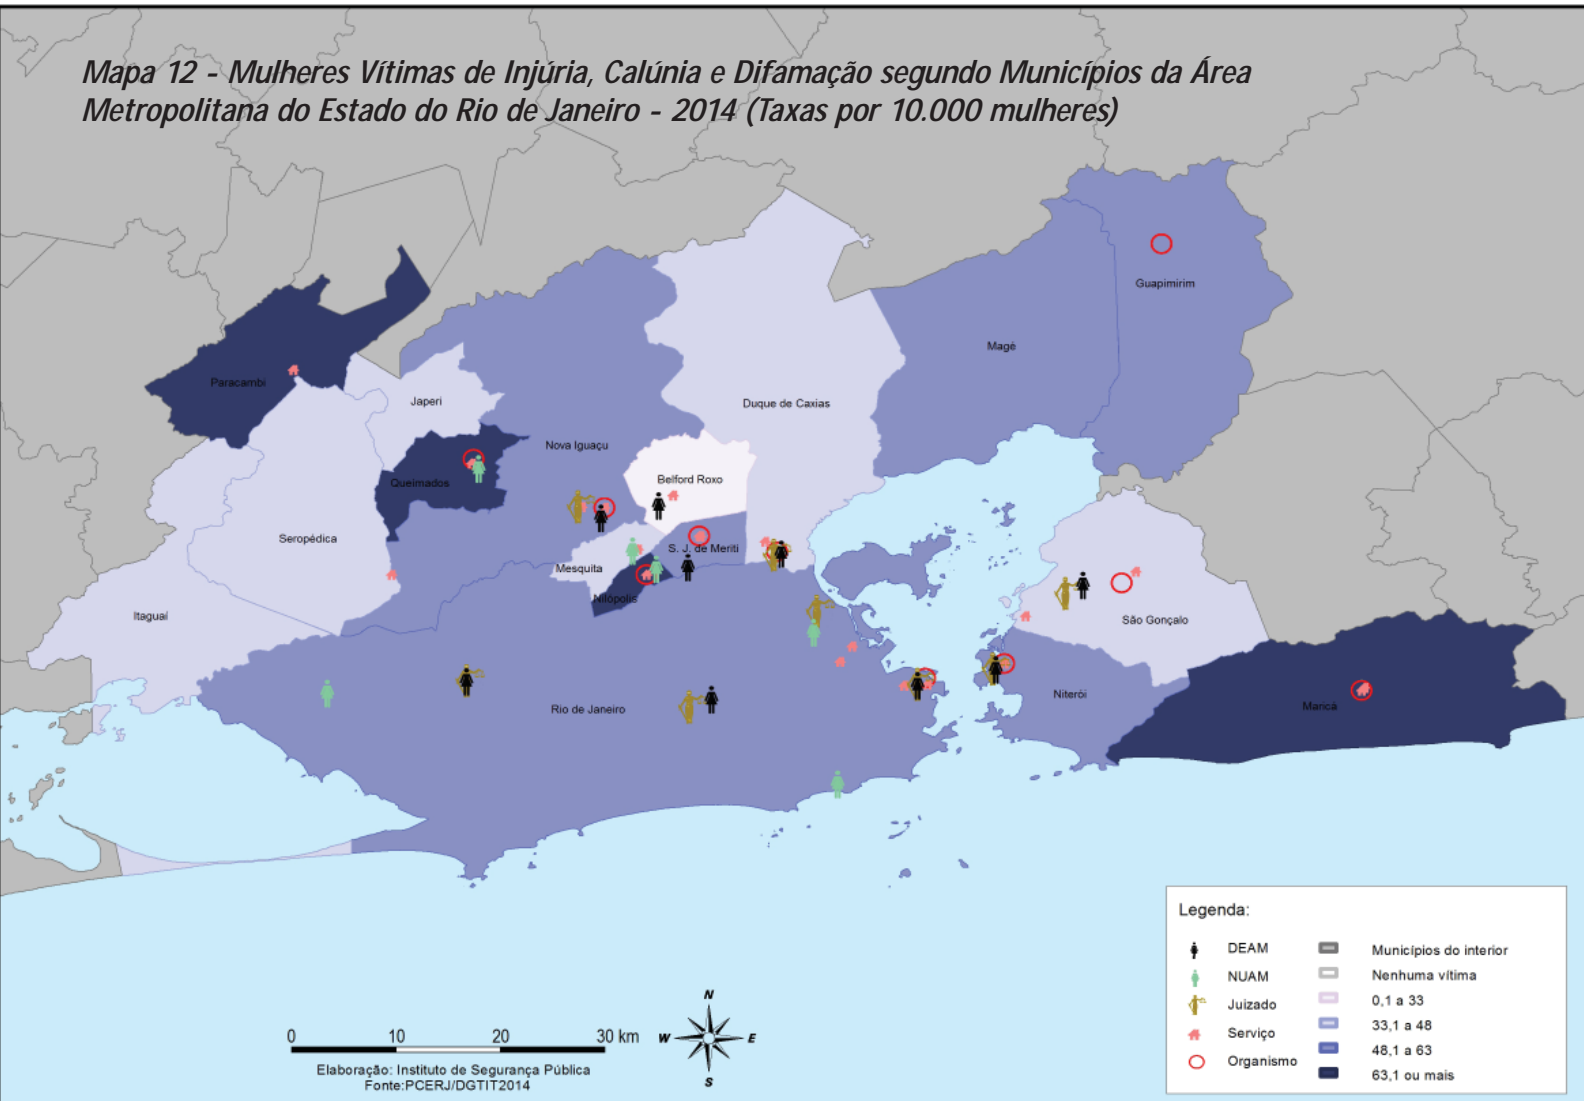 Mapa 12 - Mulheres Vítimas de Injúria, Calúnia e Difamação segundo Municípios da Área
Metropolitana do Estado do Rio de Janeiro - 2014 (Taxas por 10.000 mulheres)
Guapimirim
Magé
Paracambi
Japeri
Duque de Caxias
Nova Iguaçu
Belford Roxo
Queimados
Seropédica
S. J. de Meriti
Mesquita
Nilópolis
Itaguaí
São Gonçalo
Niterói
Maricá
Rio de Janeiro
Legenda:
DEAM
NUAM
Juizado
Serviço
Organismo
Municípios do interior
Nenhuma vítima
0,1 a 33
33,1 a 48
48,1 a 63
63,1 ou mais
N
W
E
S
0 10 20 30 km
Elaboração: Instituto de Segurança Pública
Fonte:PCERJ/DGTIT2014